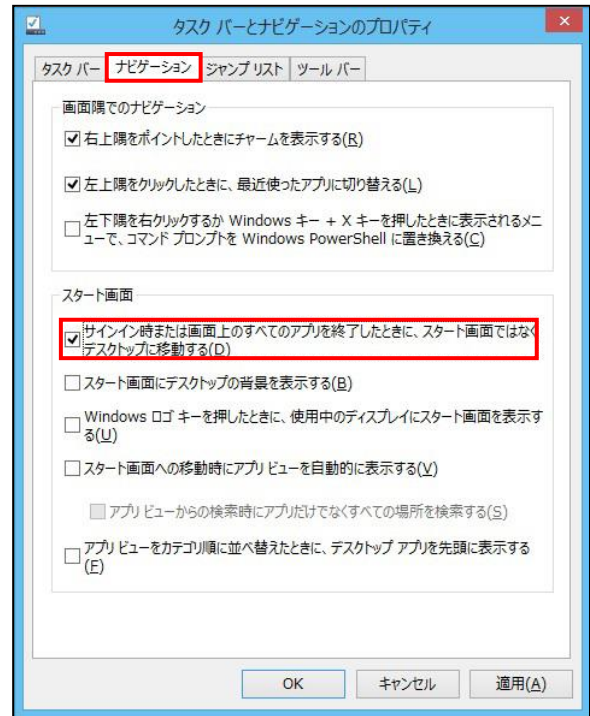 タスク バーとナビゲーションのプロパティ
タスク バー ナビゲーション ジャンプ リスト ツール バー
画面隅でのナビゲーション
右上隅をポイントしたときにチャームを表示する(R)
左上隅をクリックしたときに、最近使ったアプリに切り替える(L)
左下隅を右クリックするか Windows キー + X キーを押したときに表示されるメニ
ューで、コマンド プロンプトを Windows PowerShell に置き換える(C)
スタート画面
サインイン時または画面上のすべてのアプリを終了したときに、スタート画面ではなく
デスクトップに移動する(D)
スタート画面にデスクトップの背景を表示する(B)
Windows ロゴ キーを押したときに、使用中のディスプレイにスタート画面を表示す
る(U)
スタート画面への移動時にアプリ ビューを自動的に表示する(V)
アプリ ビューからの検索時にアプリだけでなくすべての場所を検索する(S)
アプリ ビューをカテゴリ順に並べ替えたときに、デスクトップ アプリを先頭に表示する
(F)
OK キャンセル 適用(A)